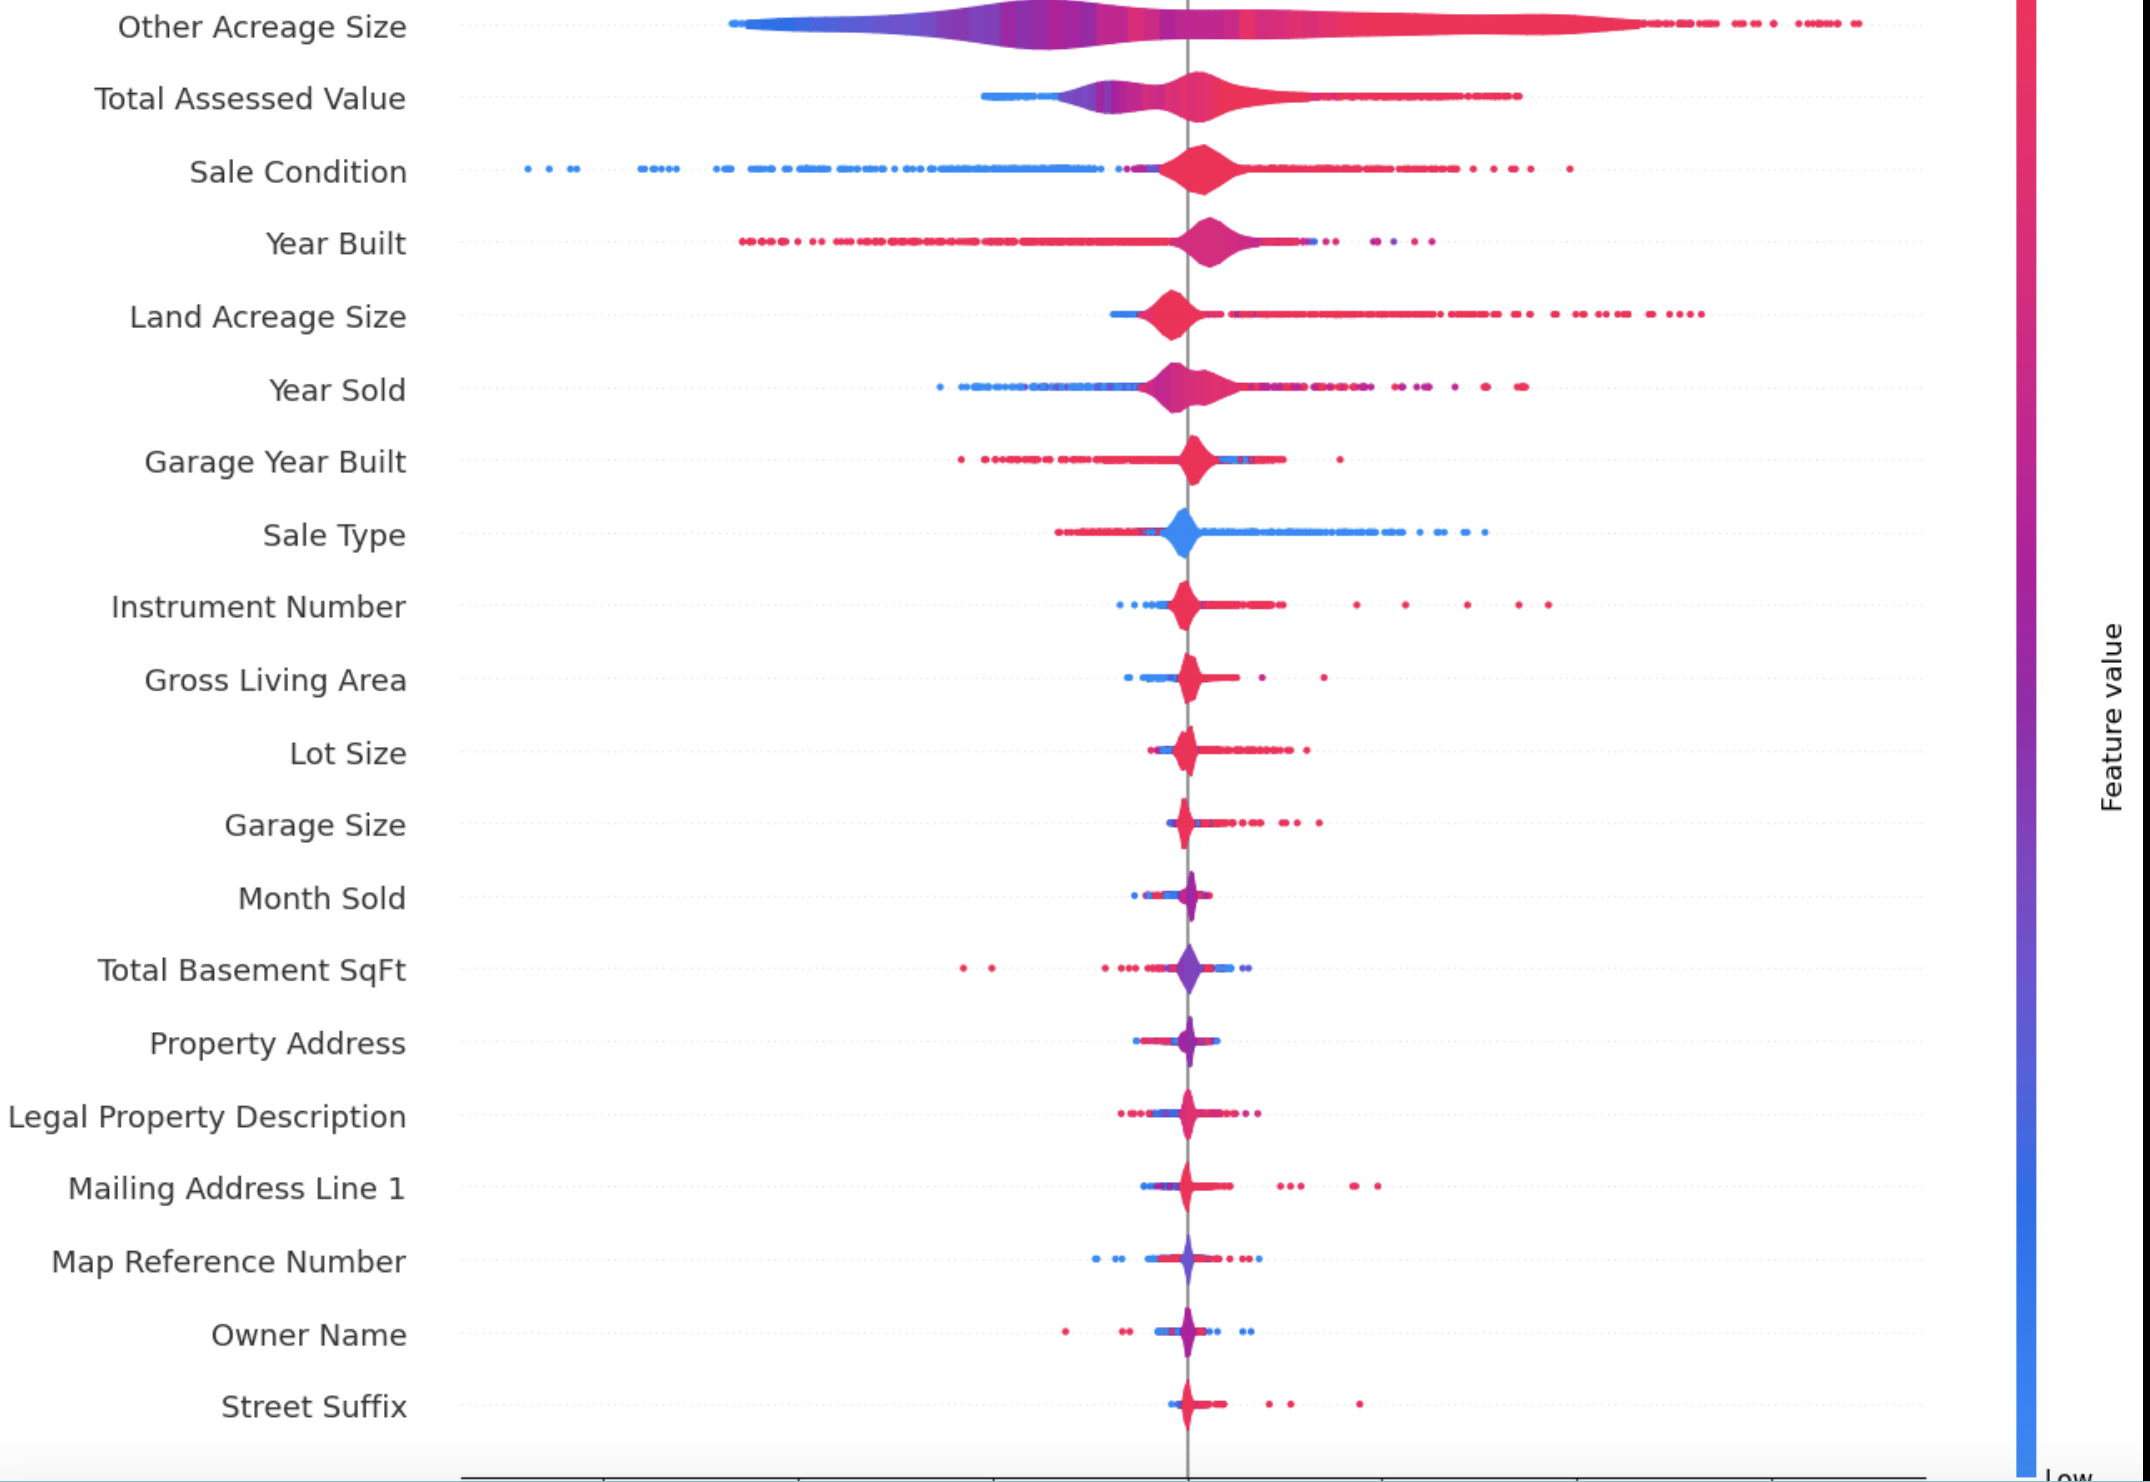 Other Acreage Size
Total Assessed Value
Sale Condition
Year Built
Land Acreage Size
Year Sold
Garage Year Built
Sale Type
Instrument Number
Gross Living Area
Lot Size
Garage Size
Month Sold
Total Basement SqFt
Property Address
Legal Property Description
Mailing Address Line 1
Map Reference Number
Owner Name
Street Suffix
Feature value
Low